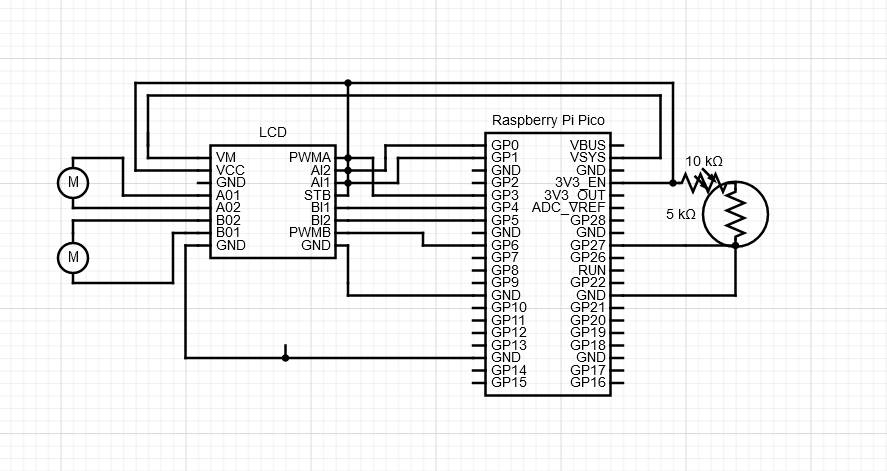 Raspberry Pi Pico
LCD
VM
VCC
GND
A01
A02
B02
B01
GND
PWMA
AI2
AI1
STB
BI1
BI2
PWMB
GND
M
M
GP0
GP1
GND
GP2
GP3
GP4
GP5
GND
GP6
GP7
GP8
GP9
GND
GP10
GP11
GP12
GP13
GND
GP14
GP15
VBUS
VSYS
GND
3V3_EN
3V3_OUT
ADC_VREF
GP28
GND
GP27
GP26
RUN
GP22
GND
GP21
GP20
GP19
GP18
GND
GP17
GP16
10 kΩ
5 kΩ